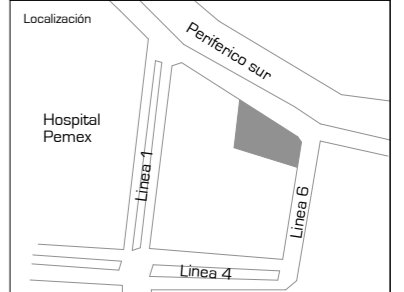 Localización
Periferico sur
Hospital
Pemex
Linea 1
Linea 6
Linea 4